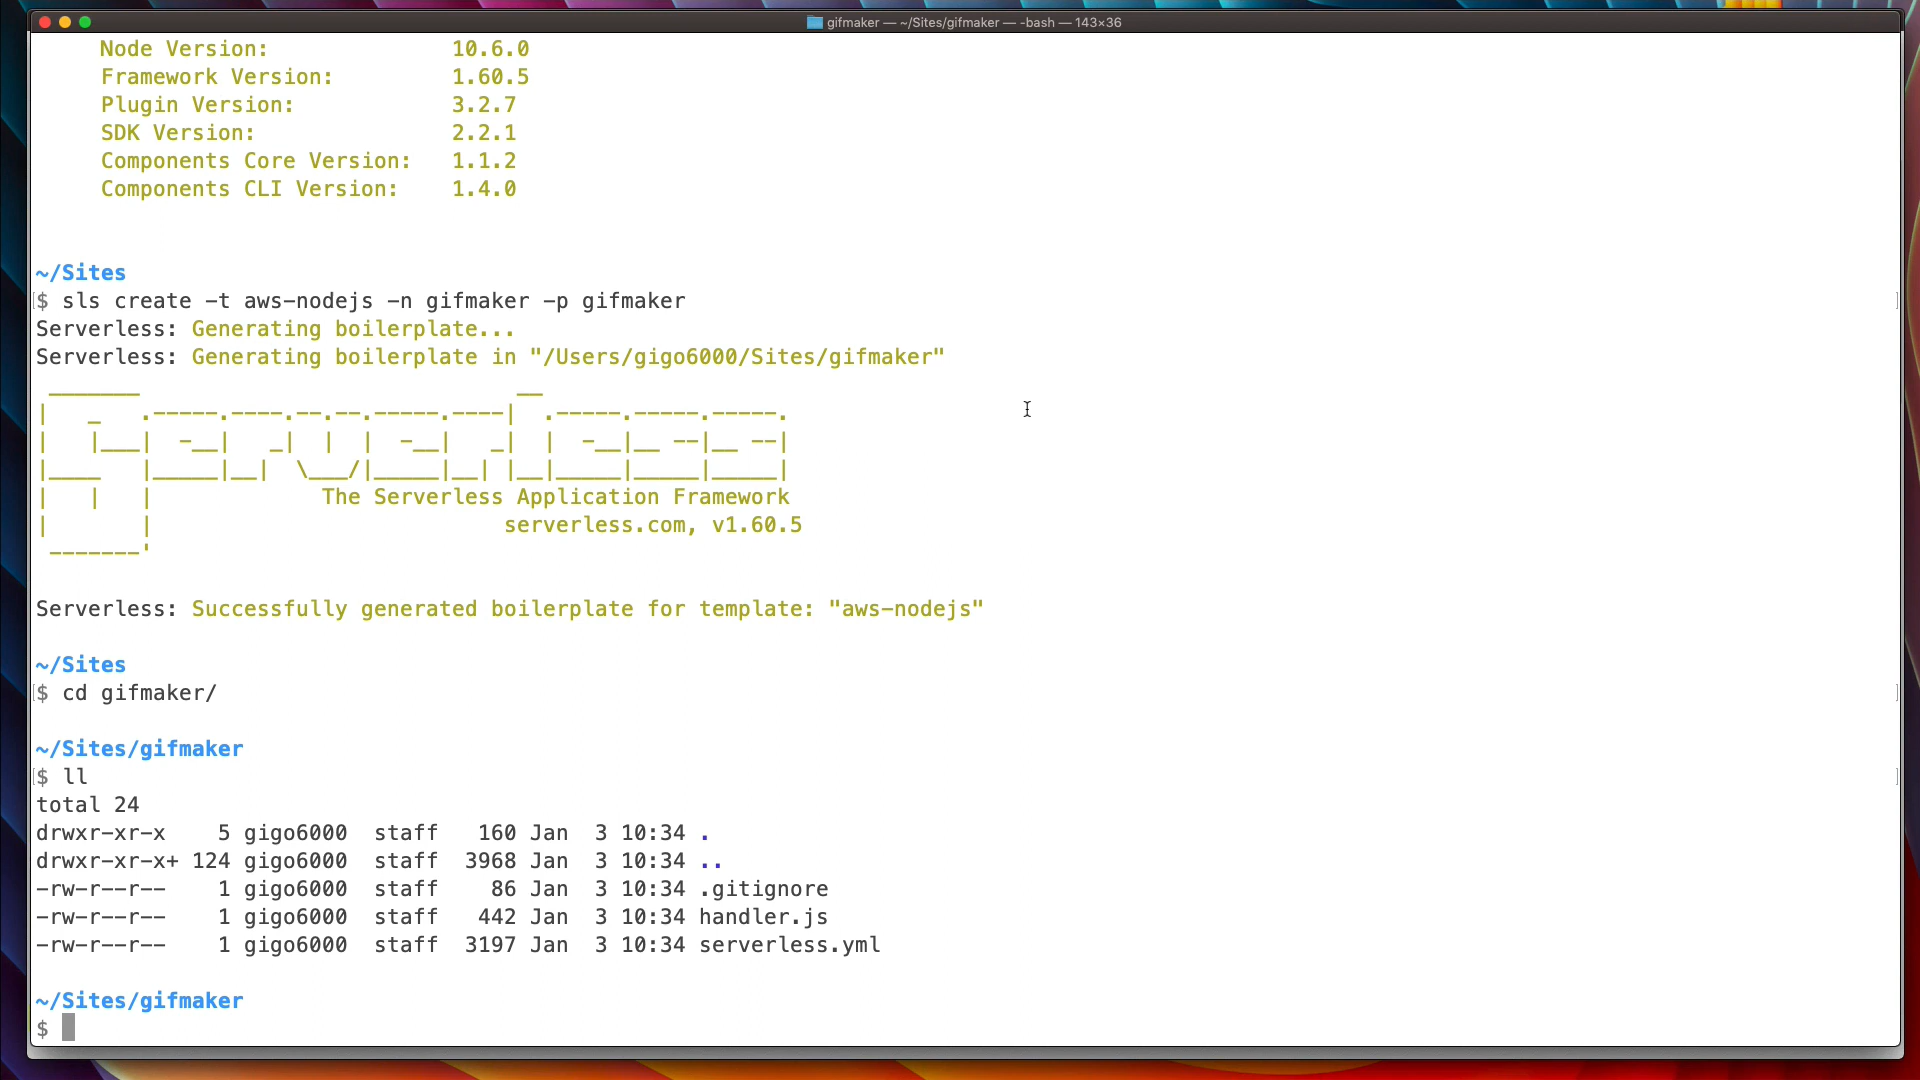 gifmaker — ~/Sites/gifmaker — -bash — 143×36
Node Version: 10.6.0
Framework Version: 1.60.5
Plugin Version: 3.2.7
SDK Version: 2.2.1
Components Core Version: 1.1.2
Components CLI Version: 1.4.0
~/Sites
$ sls create -t aws-nodejs -n gifmaker -p gifmaker
Serverless: Generating boilerplate...
Serverless: Generating boilerplate in "/Users/gigo6000/Sites/gifmaker"
Serverless
The Serverless Application Framework
serverless.com, v1.60.5
Serverless: Successfully generated boilerplate for template: "aws-nodejs"
~/Sites
$ cd gifmaker/
~/Sites/gifmaker
$ ll
total 24
drwxr-xr-x 5 gigo6000 staff 160 Jan 3 10:34 .
drwxr-xr-x+ 124 gigo6000 staff 3968 Jan 3 10:34 ..
-rw-r--r-- 1 gigo6000 staff 86 Jan 3 10:34 .gitignore
-rw-r--r-- 1 gigo6000 staff 442 Jan 3 10:34 handler.js
-rw-r--r-- 1 gigo6000 staff 3197 Jan 3 10:34 serverless.yml
~/Sites/gifmaker
$